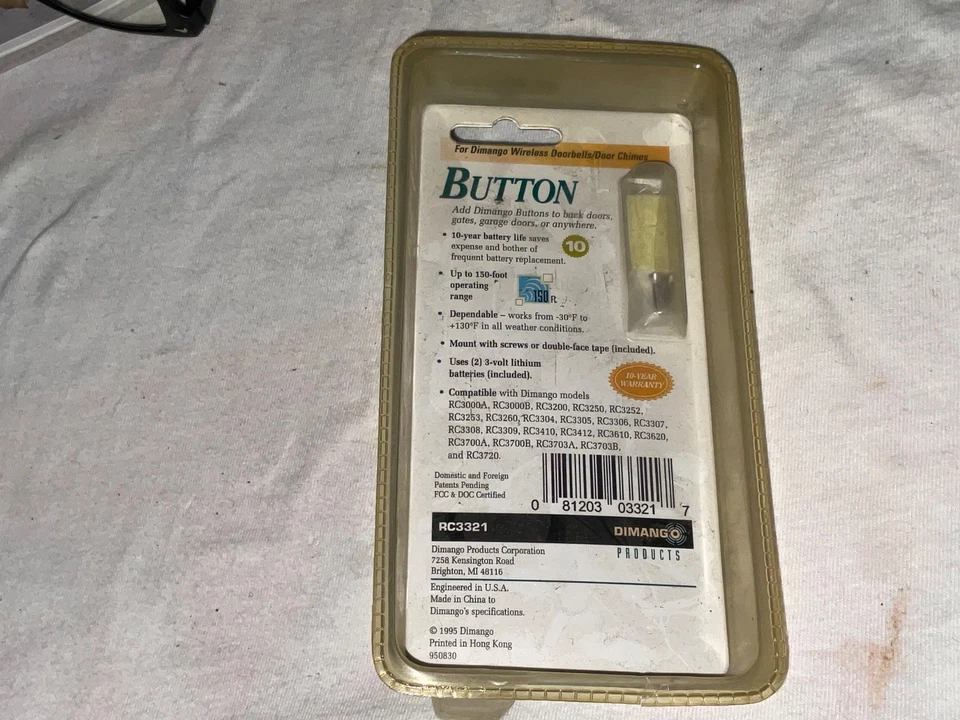 For Dimango Wireless Doorbells/Door Chimes
BUTTON
Add Dimango Buttons to back doors,
gates, garage doors, or anywhere.
• 10-year battery life saves
expense and bother of
frequent battery replacement.
10
• Up to 150-foot
operating
range
150 Ft.
• Dependable – works from -30°F to
+130°F in all weather conditions.
• Mount with screws or double-face tape (included).
• Uses (2) 3-volt lithium
batteries (included).
10-YEAR
WARRANTY
• Compatible with Dimango models
RC3000A, RC3000B, RC3200, RC3250, RC3252,
RC3253, RC3260, RC3304, RC3305, RC3306, RC3307,
RC3308, RC3309, RC3410, RC3412, RC3610, RC3620,
RC3700A, RC3700B, RC3703A, RC3703B,
and RC3720.
Domestic and Foreign
Patents Pending
FCC & DOC Certified
0 81203 03321 7
RC3321
DIMANGO
PRODUCTS
Dimango Products Corporation
7258 Kensington Road
Brighton, MI 48116
Engineered in U.S.A.
Made in China to
Dimango's specifications.
© 1995 Dimango
Printed in Hong Kong
950830